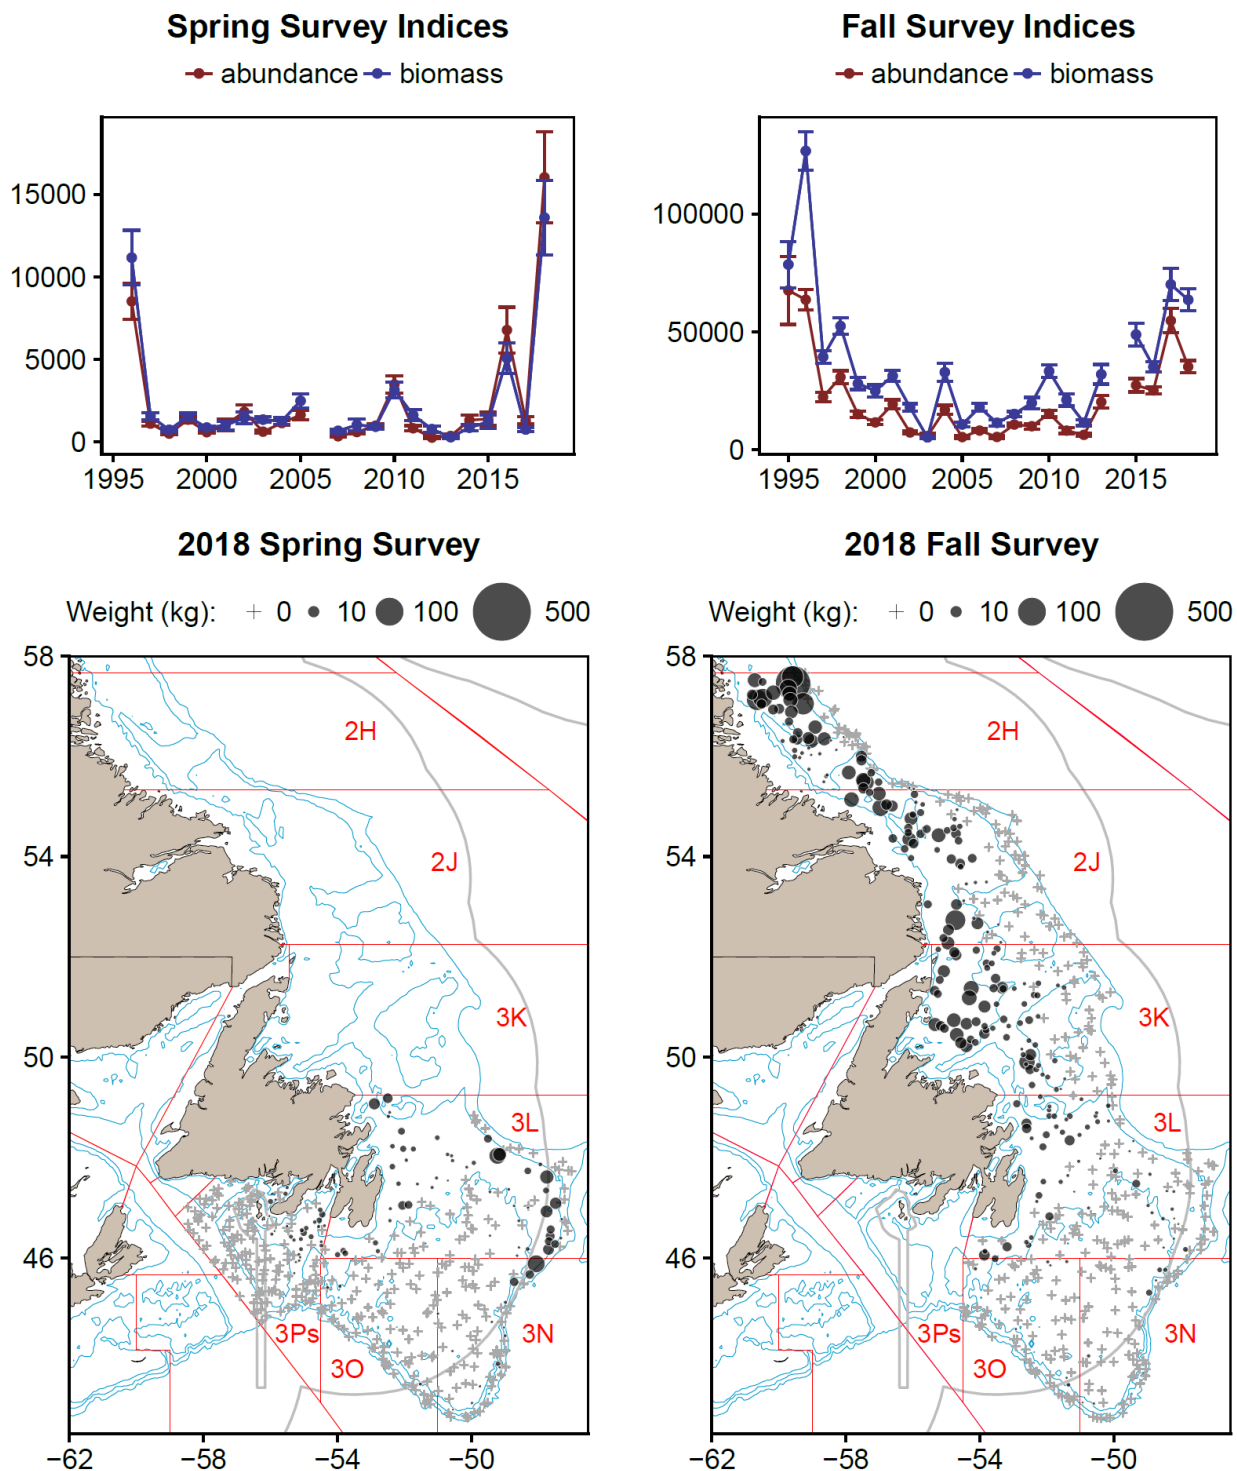 Spring Survey Indices
abundance biomass
15000
10000
5000
0
1995 2000 2005 2010 2015
Fall Survey Indices
abundance biomass
100000
50000
0
1995 2000 2005 2010 2015
2018 Spring Survey
Weight (kg): 0 10 100 500
58
54
50
46
2H
2J
3K
3L
3Ps
3O
3N
−62 −58 −54 −50
2018 Fall Survey
Weight (kg): 0 10 100 500
58
54
50
46
2H
2J
3K
3L
3Ps
3O
3N
−62 −58 −54 −50